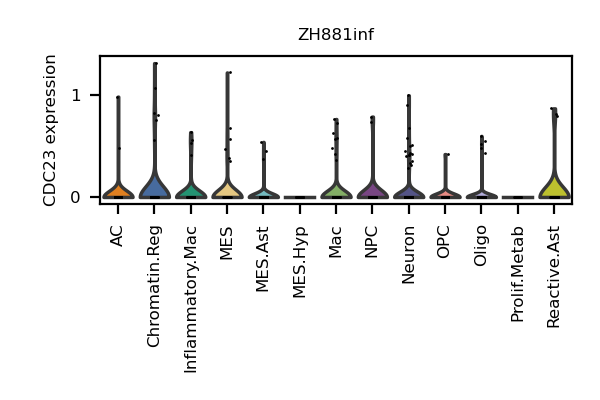 ZH881inf
CDC23 expression
1
0
AC
Chromatin.Reg
Inflammatory.Mac
MES
MES.Ast
MES.Hyp
Mac
NPC
Neuron
OPC
Oligo
Prolif.Metab
Reactive.Ast